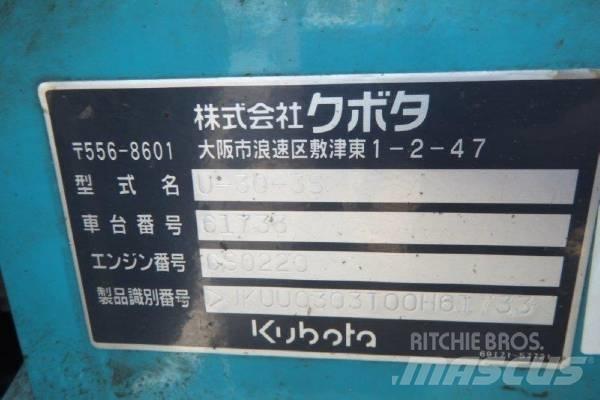 株式会社クボタ
〒556-8601 大阪市浪速区敷津東1-2-47
型式名 U-30-3S
車台番号 61733
エンジン番号 CS0220
製品識別番号
Kubota
RITCHIE BROS.
MASCUS